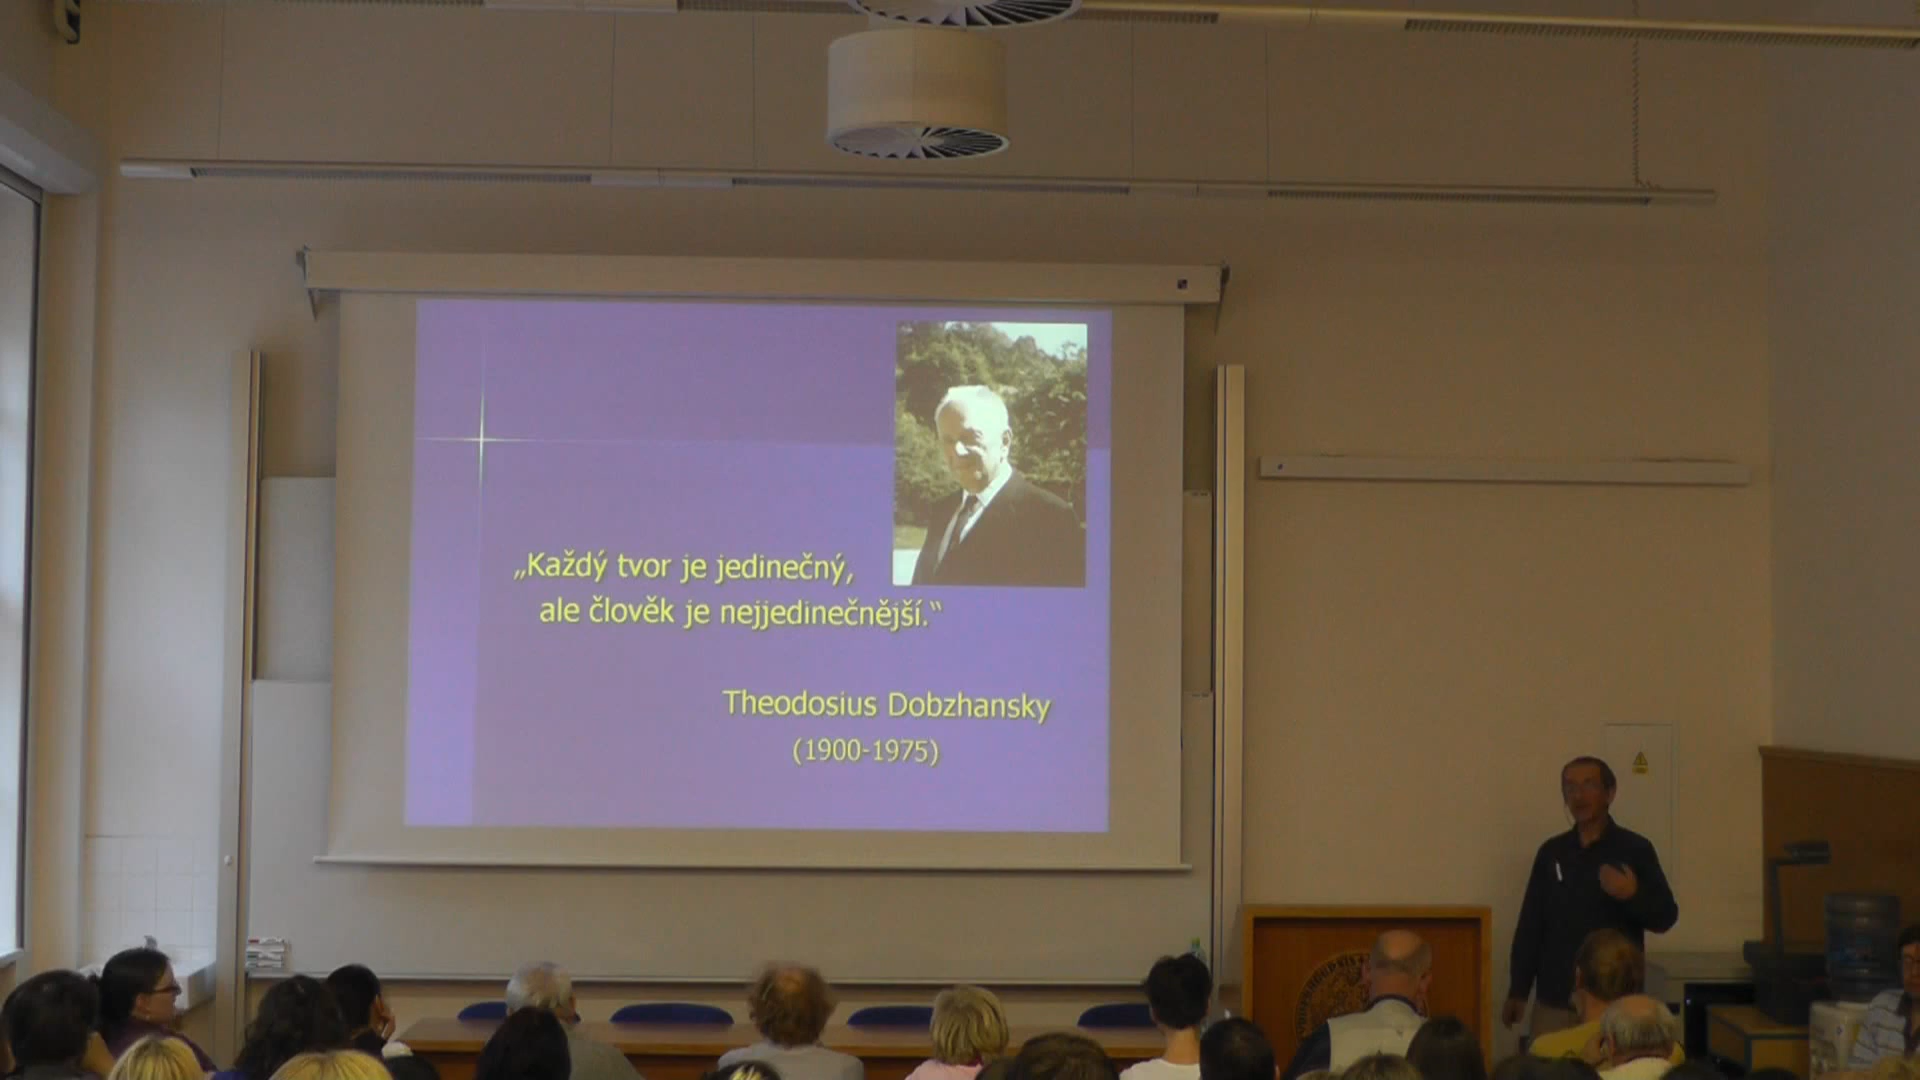 „Každý tvor je jedinečný,
ale člověk je nejjedinečnější.“
Theodosius Dobzhansky
(1900-1975)